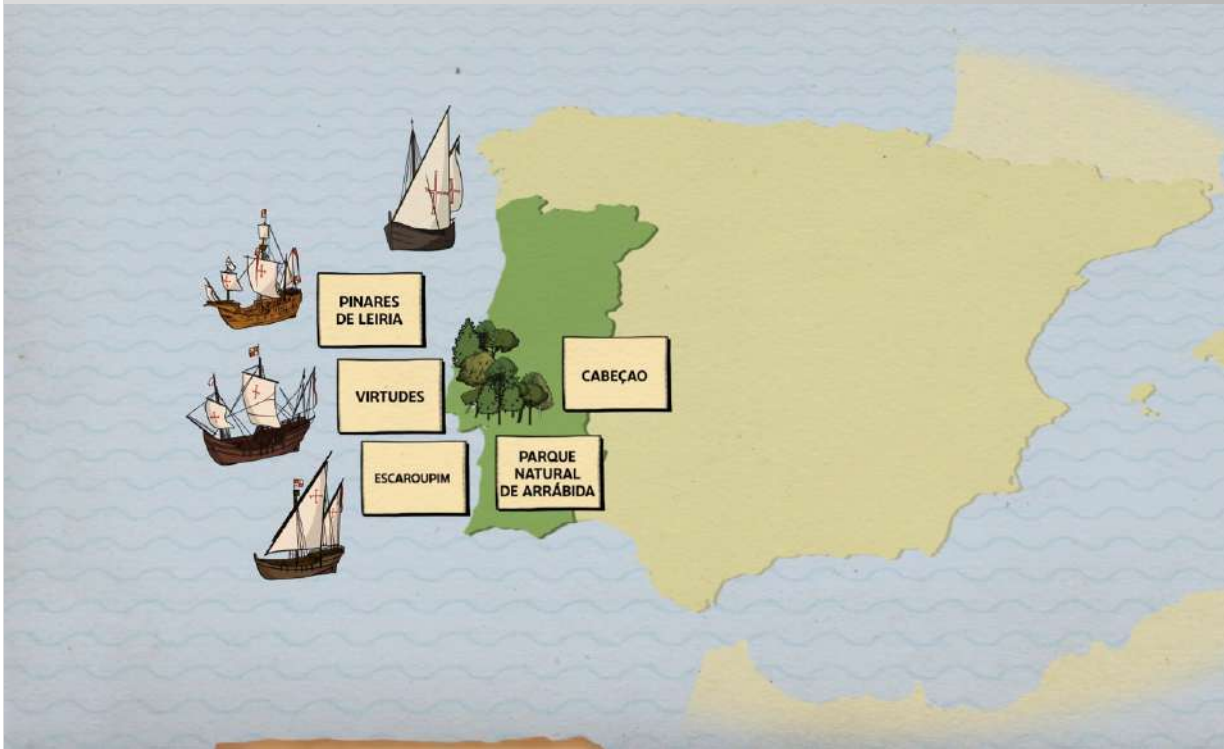 PINARES
DE LEIRIA
VIRTUDES
CABEÇAO
ESCAROUPIM
PARQUE
NATURAL
DE ARRÁBIDA